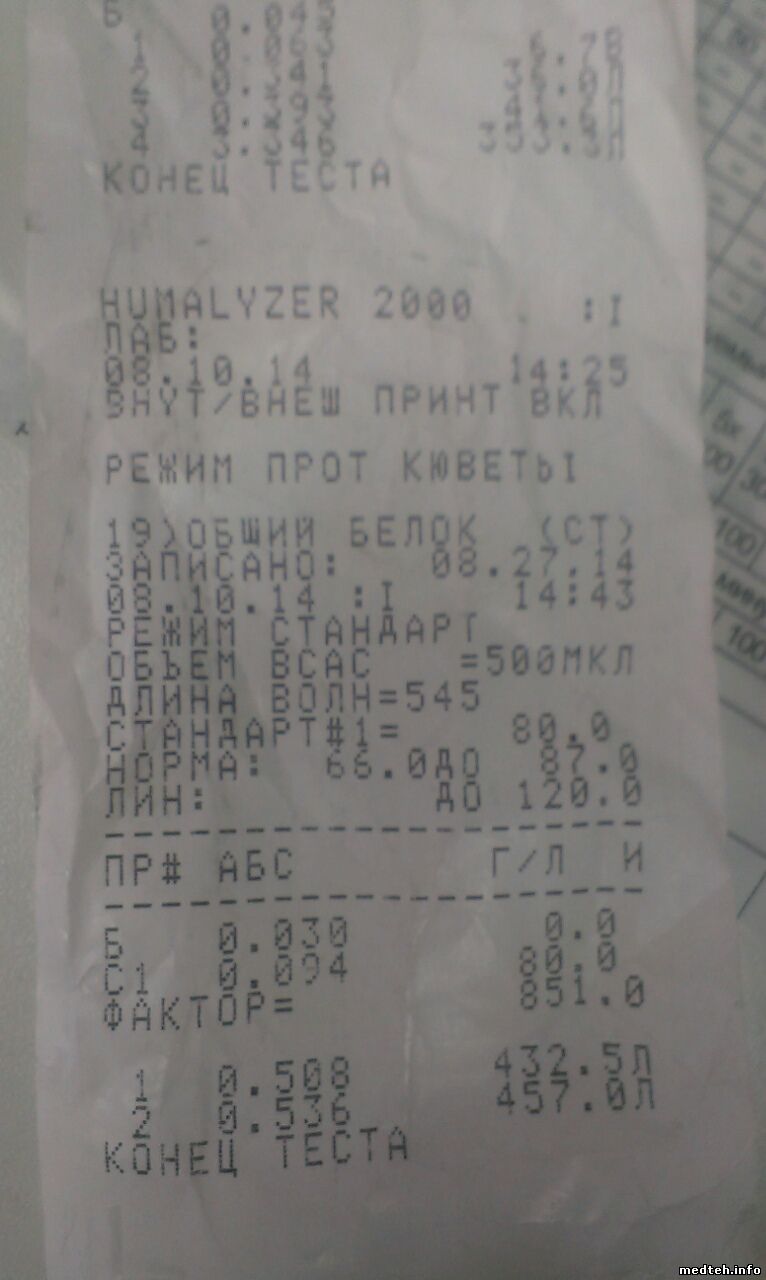 КОНЕЦ ТЕСТА
HUMALYZER 2000 :I
ЛАБ:
08.10.14 14:25
ВНУТ/ВНЕШ ПРИНТ ВКЛ
РЕЖИМ ПРОТ КЮВЕТЫ
19)ОБЩИЙ БЕЛОК (СТ)
ЗАПИСАНО: 08.27.14
08.10.14 :I 14:43
РЕЖИМ СТАНДАРТ
ОБЪЕМ ВСАС =500МКЛ
ДЛИНА ВОЛН=545
СТАНДАРТ#1= 80.0
НОРМА: 66.0ДО 87.0
ЛИН: ДО 120.0
ПР# АБС Г/Л И
Б 0.030 0.0
С1 0.094 80.0
ФАКТОР= 851.0
1 0.508 432.5Л
2 0.536 457.0Л
КОНЕЦ ТЕСТА
100
100
medteh.info